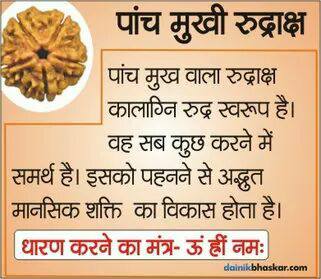 पांच मुखी रुद्राक्ष
पांच मुख वाला रुद्राक्ष
कालाग्नि रुद्र स्वरूप है।
वह सब कुछ करने में
समर्थ है। इसको पहनने से अद्भुत
मानसिक शक्ति का विकास होता है।
धारण करने का मंत्र- ऊं ह्रीं नमः
dainikbhaskar.com